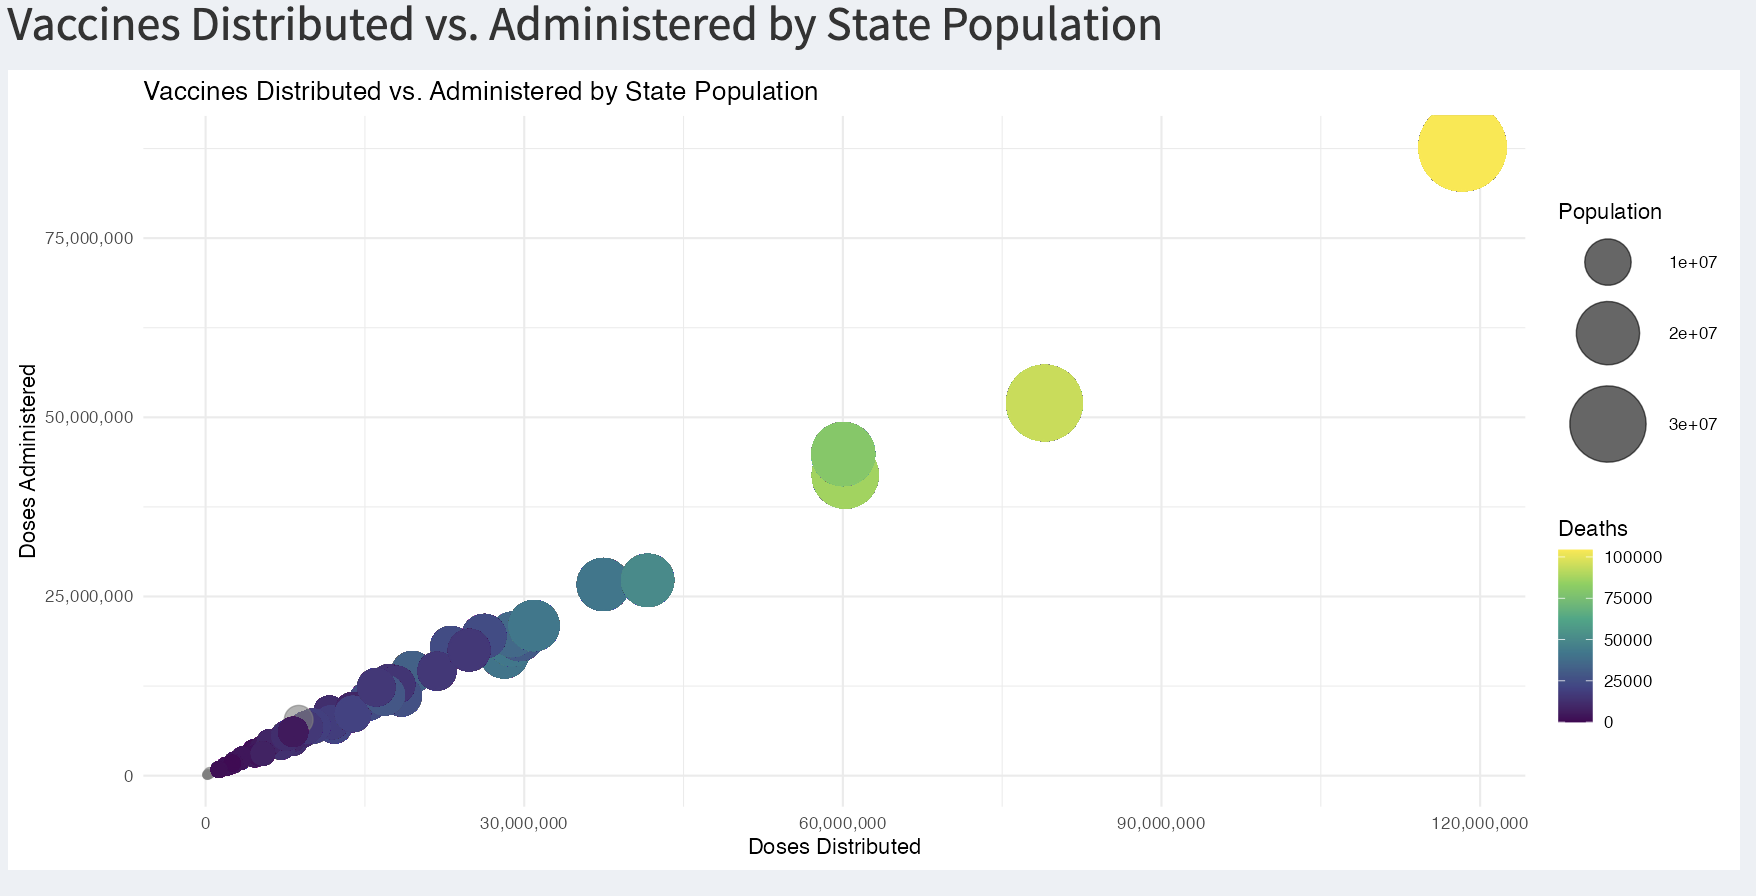 Vaccines Distributed vs. Administered by State Population
Vaccines Distributed vs. Administered by State Population
75,000,000
50,000,000
25,000,000
0
Doses Administered
0
30,000,000
60,000,000
90,000,000
120,000,000
Doses Distributed
Population
1e+07
2e+07
3e+07
Deaths
100000
75000
50000
25000
0